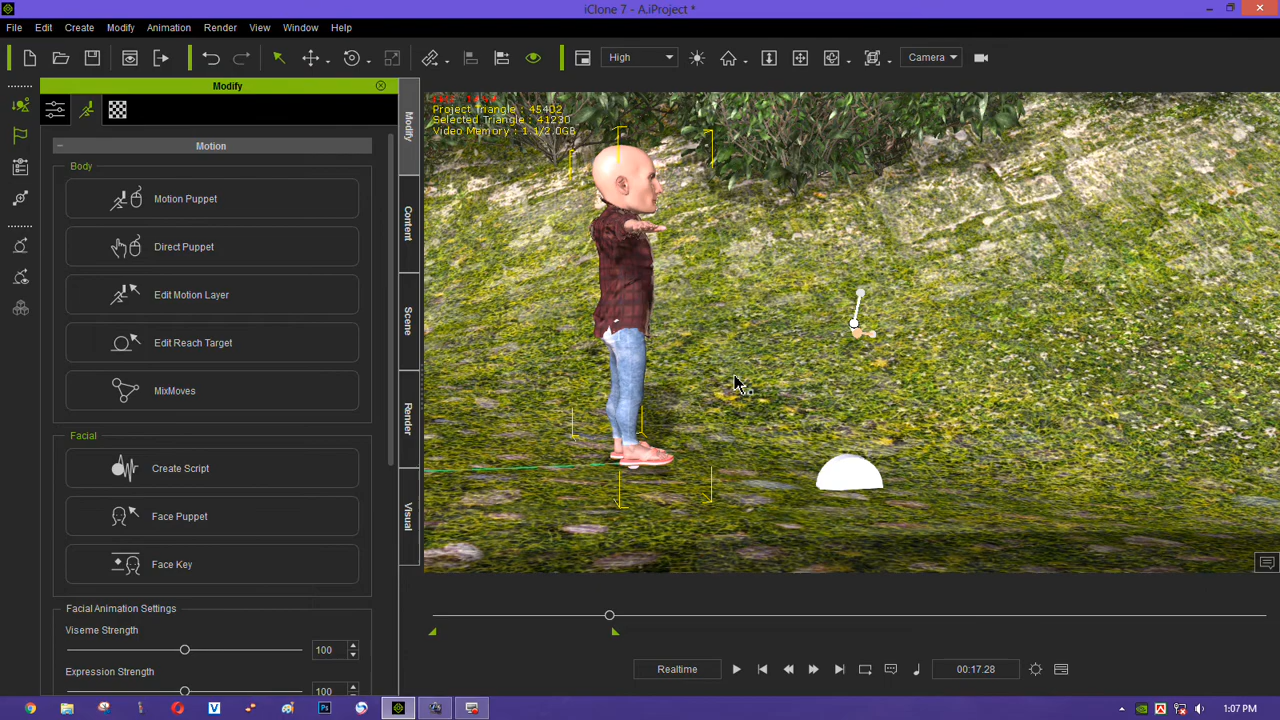 iClone 7 - A.iProject *
File Edit Create Modify Animation Render View Window Help
High Camera
Modify
Motion
Body
Motion Puppet
Direct Puppet
Edit Motion Layer
Edit Reach Target
MixMoves
Facial
Create Script
Face Puppet
Face Key
Facial Animation Settings
Viseme Strength
100
Expression Strength
100
Modify
Content
Scene
Render
Visual
Project Triangle : 45402
Selected Triangle : 41230
Video Memory : 1.1/2.0GB
Realtime
00:17.28
Ps
1:07 PM